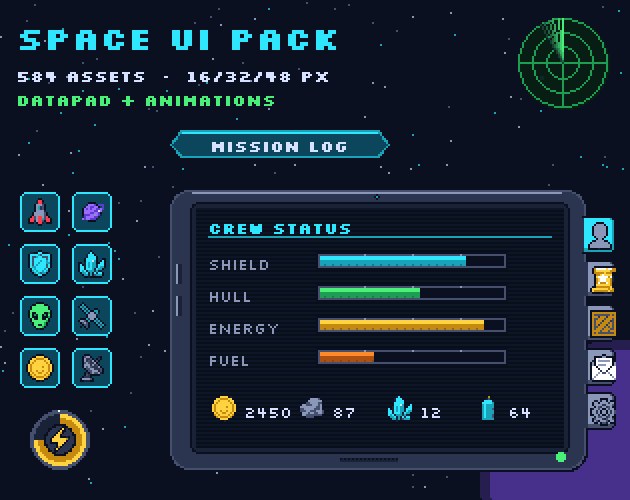 SPACE UI PACK
584 ASSETS · 16/32/48 PX
DATAPAD + ANIMATIONS
MISSION LOG
CREW STATUS
SHIELD
HULL
ENERGY
FUEL
2450 87 12 64